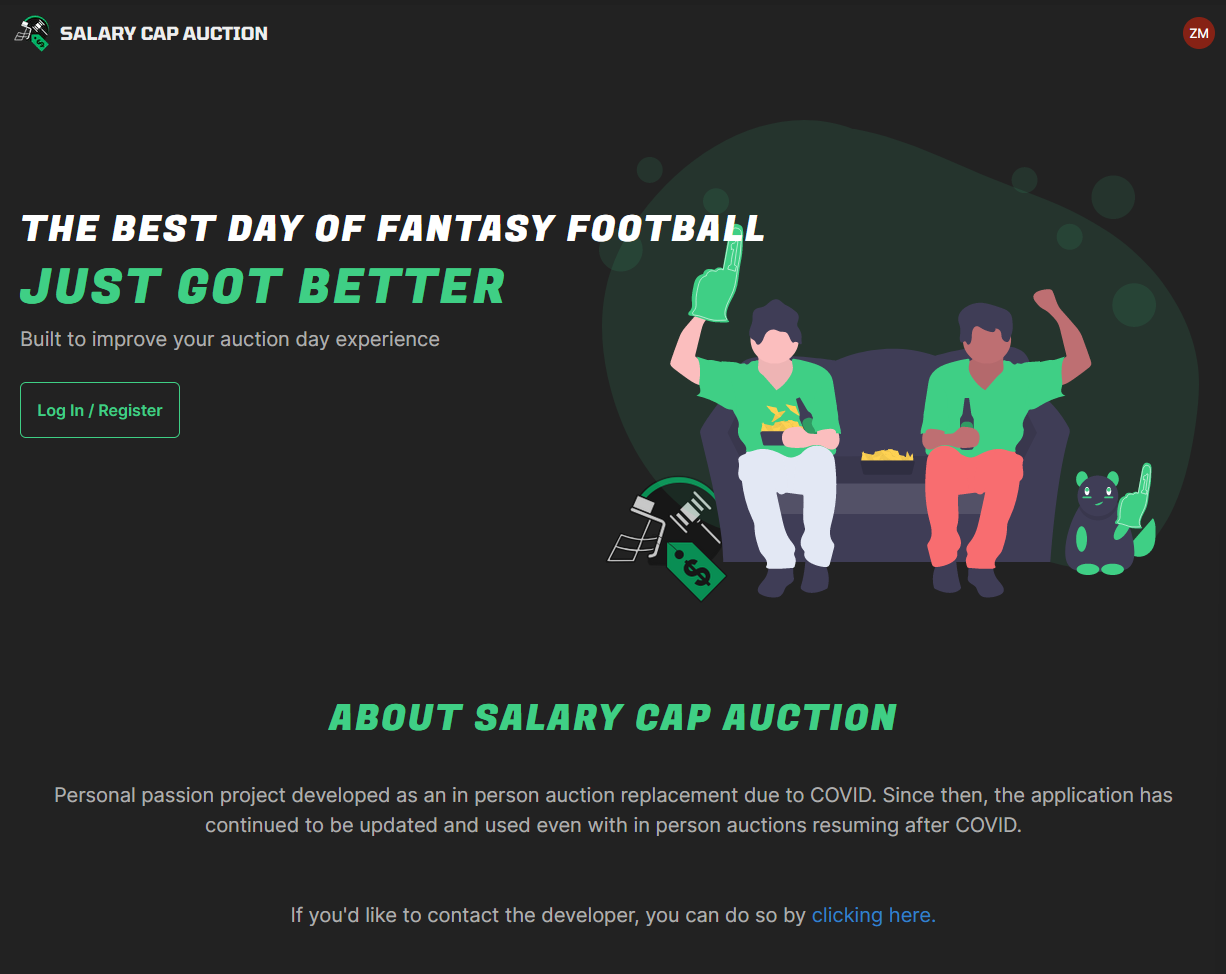 SALARY CAP AUCTION
ZM
THE BEST DAY OF FANTASY FOOTBALL
JUST GOT BETTER
Built to improve your auction day experience
Log In / Register
$
ABOUT SALARY CAP AUCTION
Personal passion project developed as an in person auction replacement due to COVID. Since then, the application has
continued to be updated and used even with in person auctions resuming after COVID.
If you'd like to contact the developer, you can do so by clicking here.